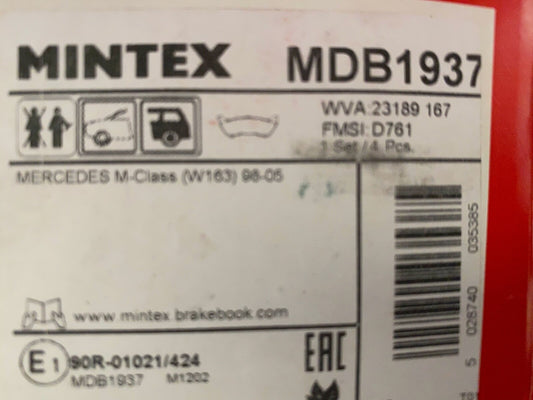 MINTEX MDB1937
WVA:23189 167
FMSI: D761
1 Set / 4 Pcs.
MERCEDES M-Class (W163) 98-05
www mintex brakebook.com
5 028740 035385
E1 90R-01021/424
MDB1937 M1202
EAC